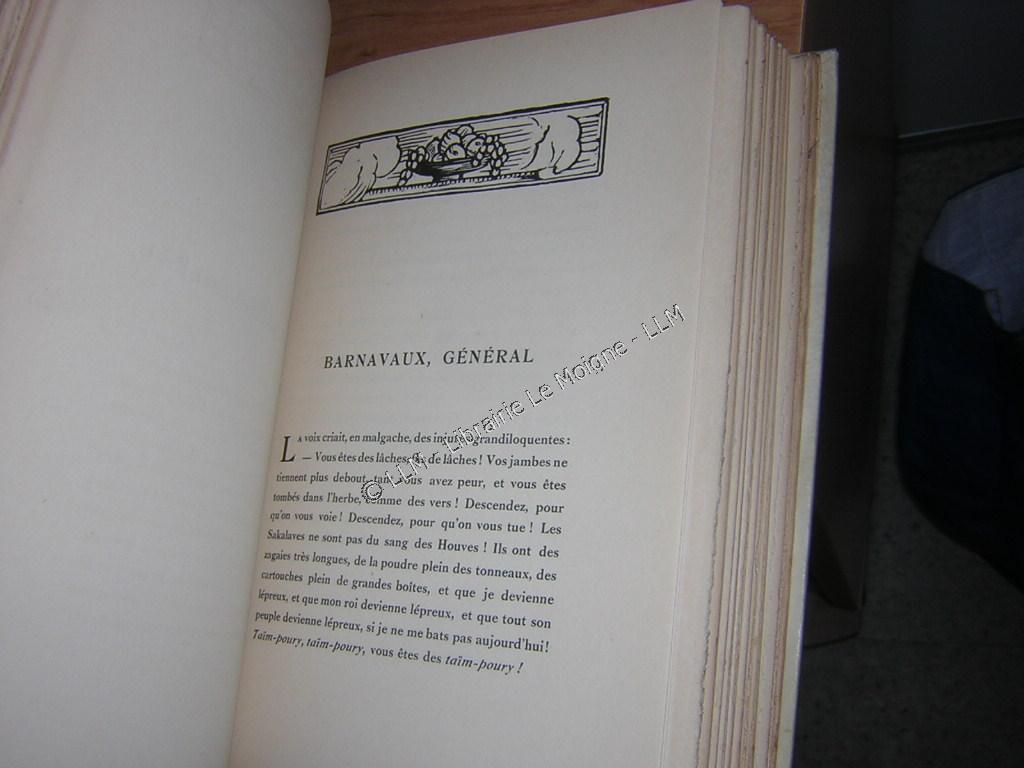 BARNAVAUX, GÉNÉRAL
LA voix criait, en malgache, des injures grandiloquentes :
— Vous êtes des lâches, fils de lâches ! Vos jambes ne
tiennent plus debout, tant vous avez peur, et vous êtes
tombés dans l'herbe, comme des vers ! Descendez, pour
qu'on vous voie ! Descendez, pour qu'on vous tue ! Les
Sakalaves ne sont pas du sang des Houves ! Ils ont des
zagaies très longues, de la poudre plein des tonneaux, des
cartouches plein de grandes boîtes, et que je devienne
lépreux, et que mon roi devienne lépreux, et que tout son
peuple devienne lépreux, si je ne me bats pas aujourd'hui!
Taïm-poury, taïm-poury, vous êtes des taïm-poury !
© LLM - Librairie Le Moigne - LLM